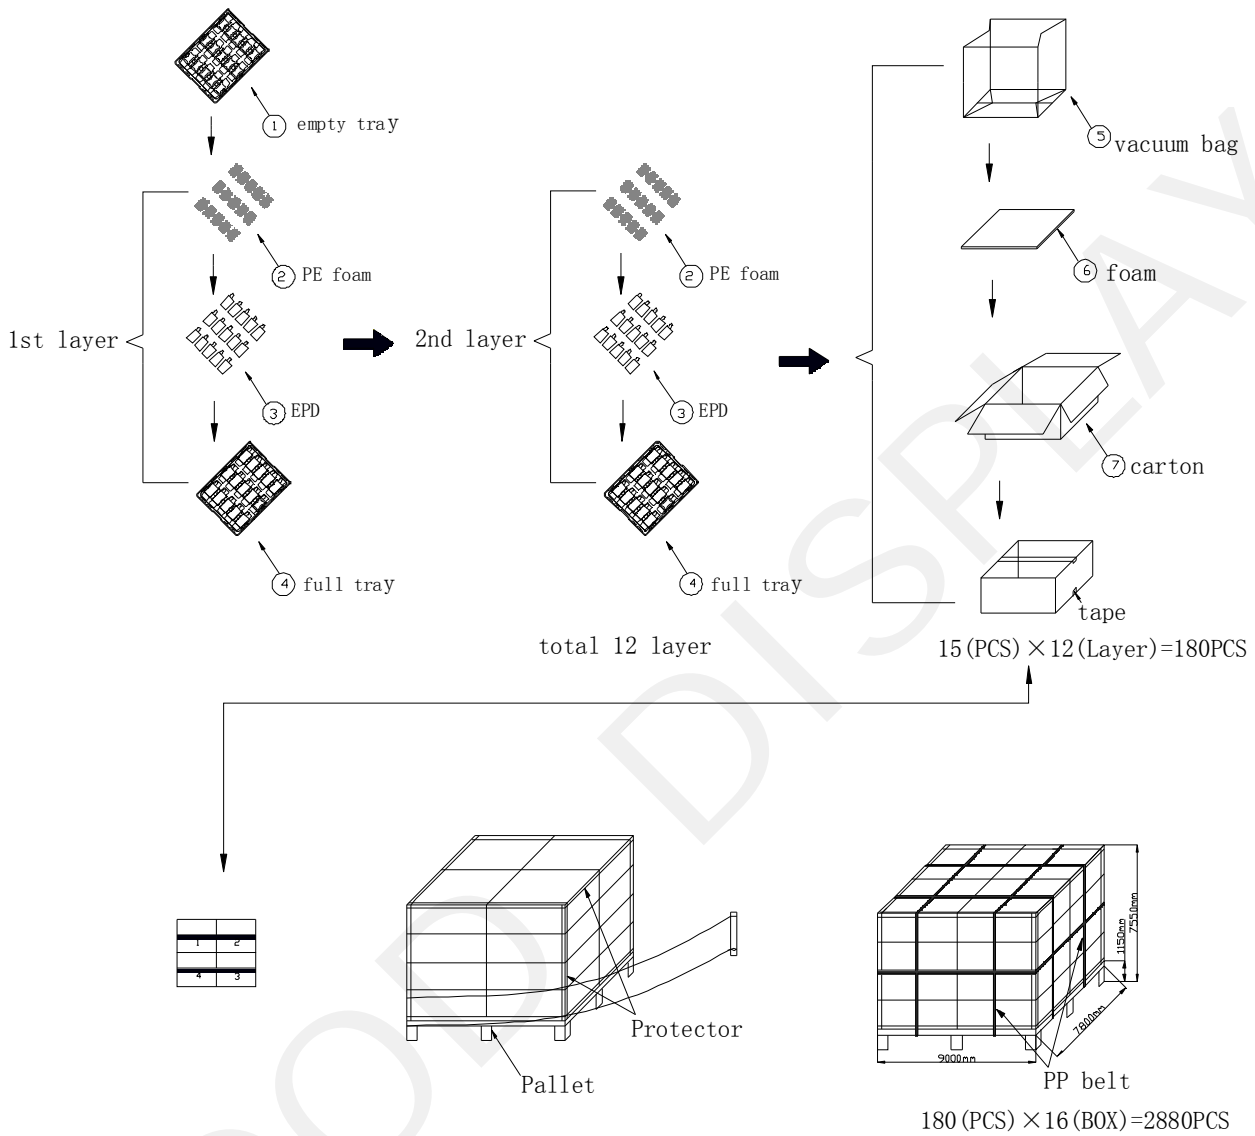 ① empty tray
② PE foam
1st layer
③ EPD
④ full tray
② PE foam
2nd layer
③ EPD
④ full tray
⑤ vacuum bag
⑥ foam
⑦ carton
tape
total 12 layer
15(PCS)×12(Layer)=180PCS
1 2
4 3
Protector
Pallet
1150mm
7550mm
7800mm
9000mm
PP belt
180(PCS)×16(BOX)=2880PCS
OOD DISPLAY